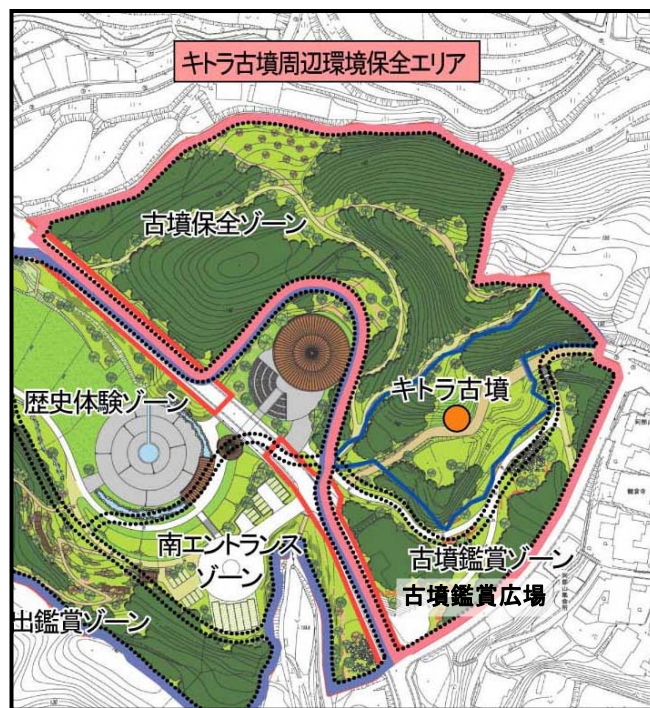 キトラ古墳周辺環境保全エリア
古墳保全ゾーン
キトラ古墳
歴史体験ゾーン
南エントランス
ゾーン
古墳鑑賞ゾーン
古墳鑑賞広場
出鑑賞ゾーン